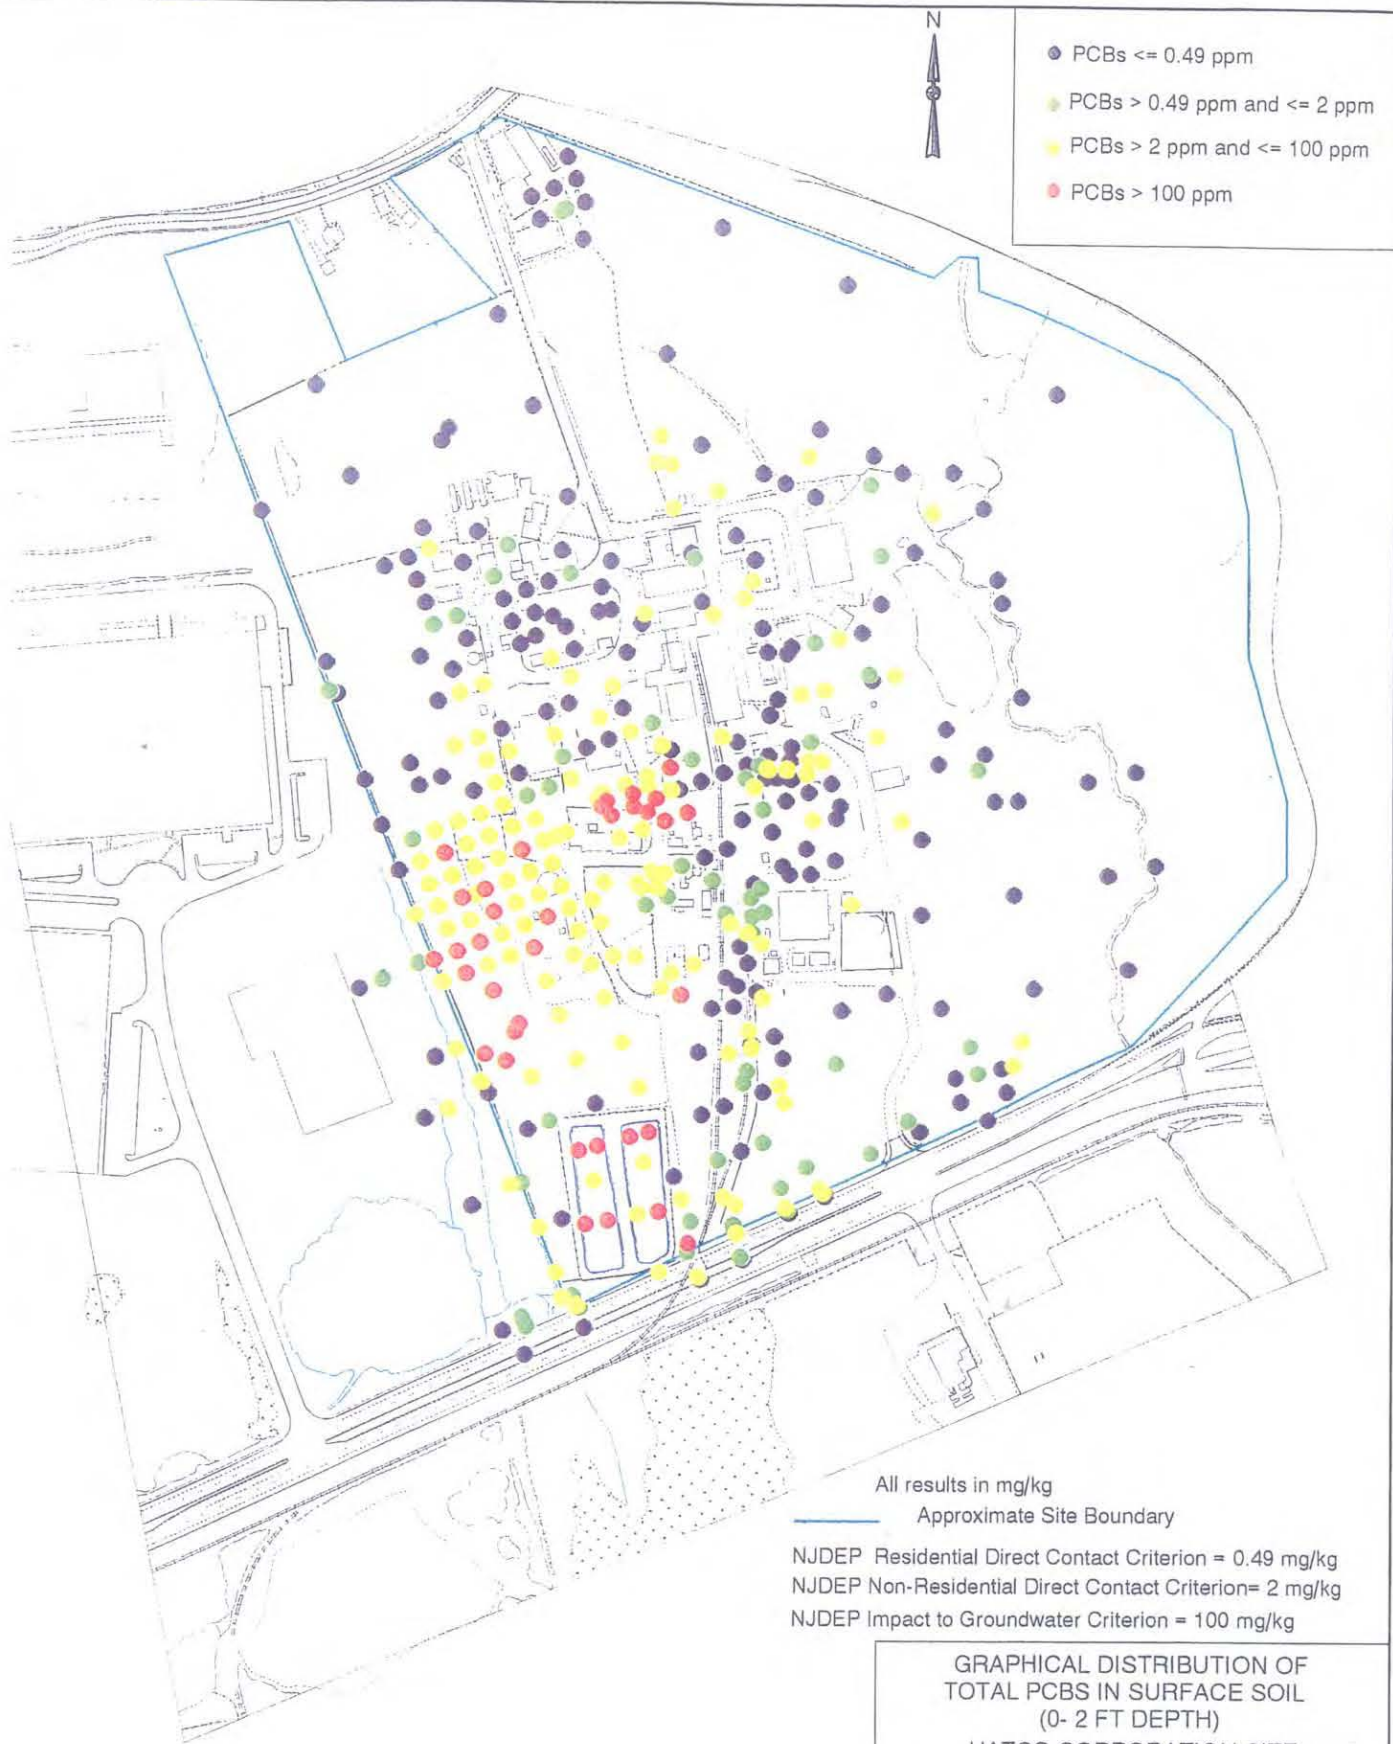 N
PCBs <= 0.49 ppm
PCBs > 0.49 ppm and <= 2 ppm
PCBs > 2 ppm and <= 100 ppm
PCBs > 100 ppm
All results in mg/kg
Approximate Site Boundary
NJDEP Residential Direct Contact Criterion = 0.49 mg/kg
NJDEP Non-Residential Direct Contact Criterion= 2 mg/kg
NJDEP Impact to Groundwater Criterion = 100 mg/kg
GRAPHICAL DISTRIBUTION OF
TOTAL PCBS IN SURFACE SOIL
(0- 2 FT DEPTH)